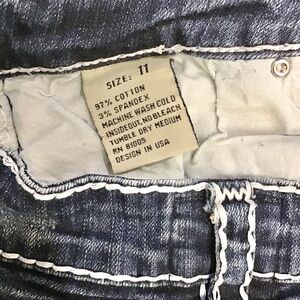 SIZE: 11
97% COTTON
3% SPANDEX
MACHINE WASH COLD
INSIDEOUT, NO BLEACH
TUMBLE DRY MEDIUM
RN 81005
DESIGN IN USA